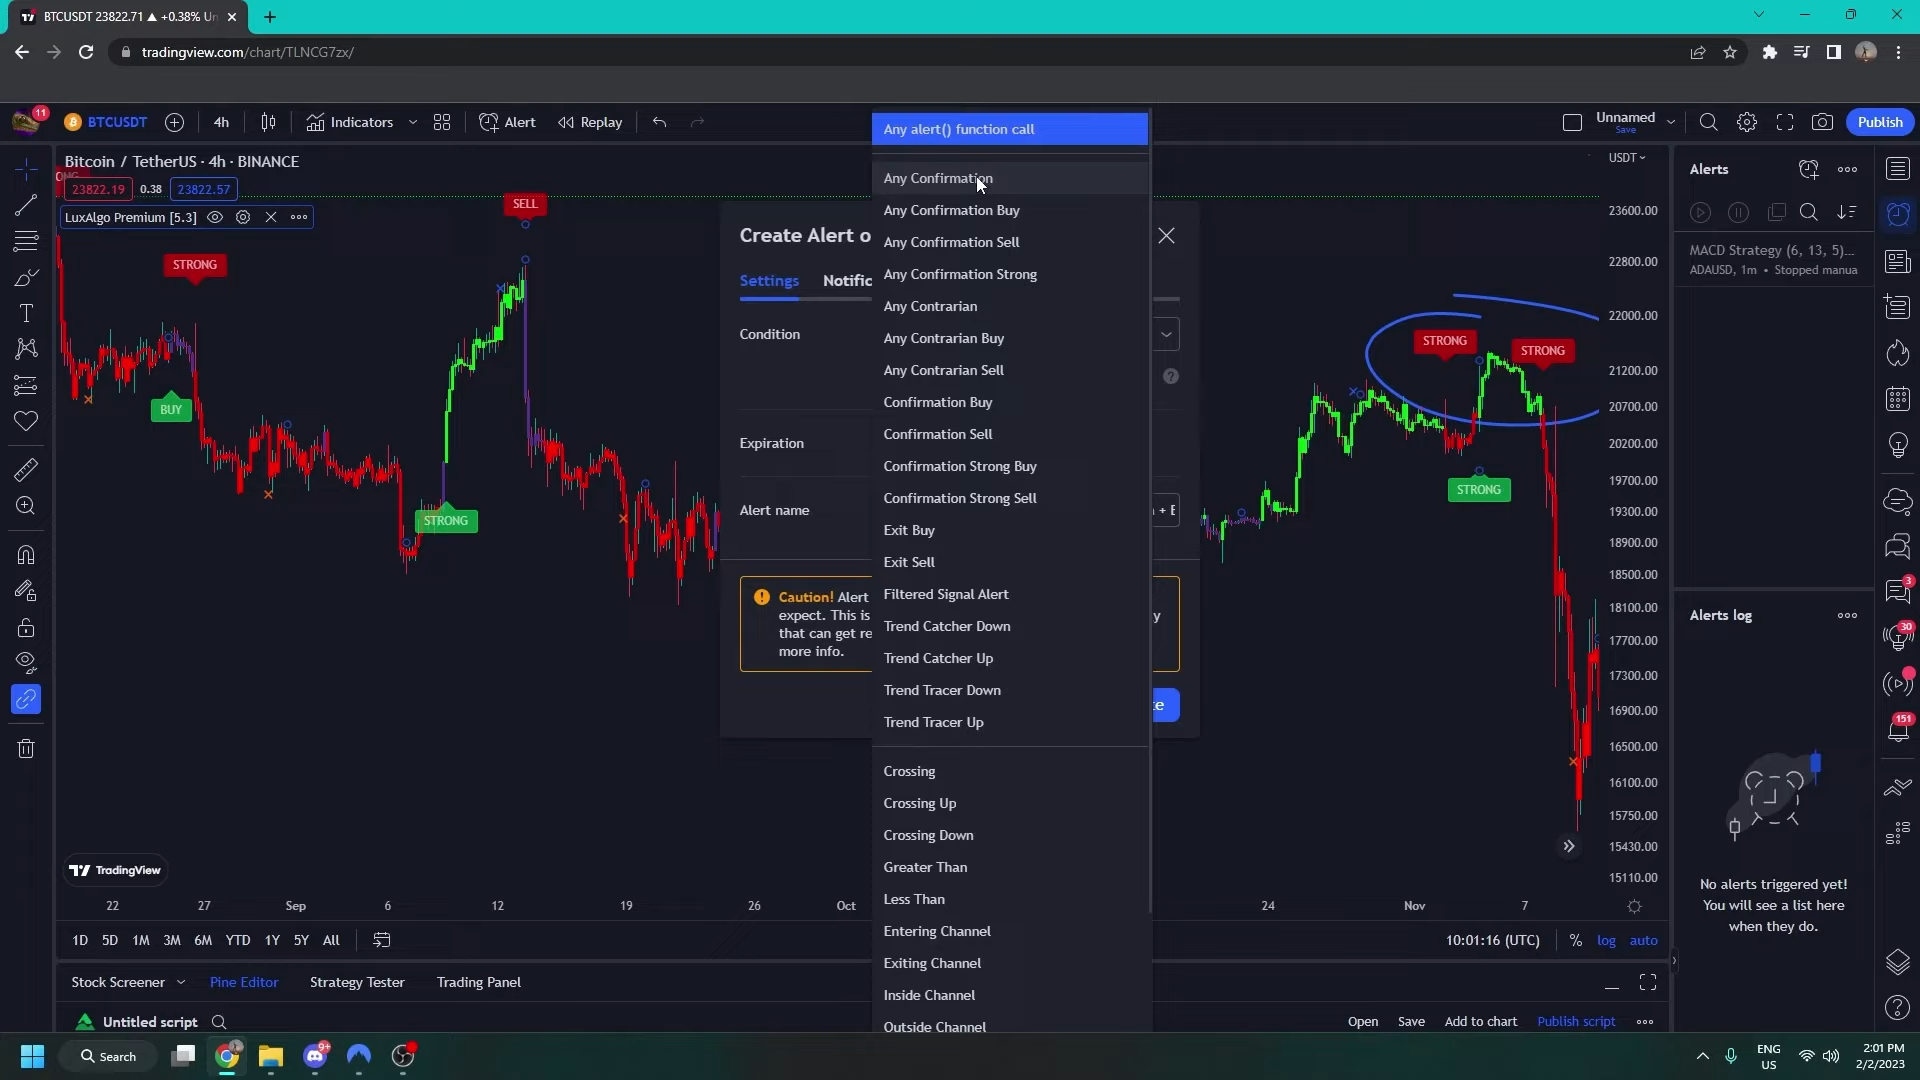 BTCUSDT 23822.71 ▲ +0.38% Un
tradingview.com/chart/TLNCG7zx/
11
BTCUSDT
4h
Indicators
Alert
Replay
Any alert() function call
Unnamed
Save
Publish
Bitcoin / TetherUS · 4h · BINANCE
23822.19
0.38
23822.57
LuxAlgo Premium [5.3]
SELL
STRONG
BUY
STRONG
STRONG
STRONG
STRONG
Create Alert o
Settings
Notific
Condition
Expiration
Alert name
+ E
Caution! Alert
expect. This is
y
that can get re
more info.
te
Any Confirmation
Any Confirmation Buy
Any Confirmation Sell
Any Confirmation Strong
Any Contrarian
Any Contrarian Buy
Any Contrarian Sell
Confirmation Buy
Confirmation Sell
Confirmation Strong Buy
Confirmation Strong Sell
Exit Buy
Exit Sell
Filtered Signal Alert
Trend Catcher Down
Trend Catcher Up
Trend Tracer Down
Trend Tracer Up
Crossing
Crossing Up
Crossing Down
Greater Than
Less Than
Entering Channel
Exiting Channel
Inside Channel
Outside Channel
USDT
23600.00
22800.00
22000.00
21200.00
20700.00
20200.00
19700.00
19300.00
18900.00
18500.00
18100.00
17700.00
17300.00
16900.00
16500.00
16100.00
15750.00
15430.00
15110.00
Alerts
MACD Strategy (6, 13, 5)...
ADAUSD, 1m • Stopped manua
Alerts log
No alerts triggered yet!
You will see a list here
when they do.
3
30
151
TradingView
22
27
Sep
6
12
19
26
Oct
24
Nov
7
1D
5D
1M
3M
6M
YTD
1Y
5Y
All
10:01:16 (UTC)
%
log
auto
Stock Screener
Pine Editor
Strategy Tester
Trading Panel
Untitled script
Open
Save
Add to chart
Publish script
Search
9+
ENG
US
2:01 PM
2/2/2023